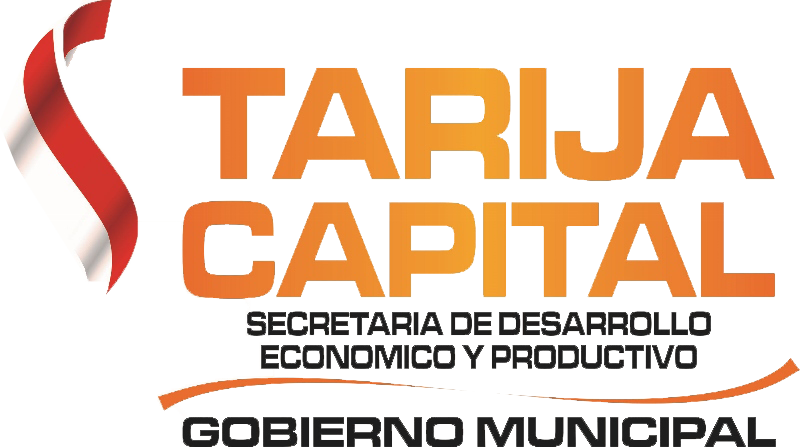 TARIJA
CAPITAL
SECRETARIA DE DESARROLLO
ECONOMICO Y PRODUCTIVO
GOBIERNO MUNICIPAL